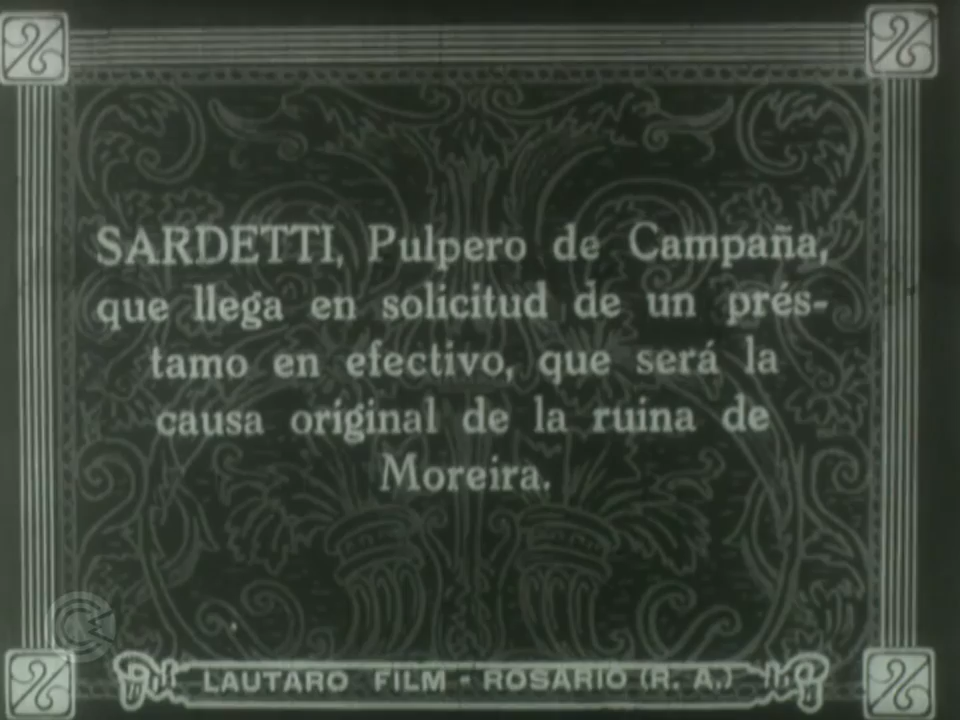 SARDETTI, Pulpero de Campaña,
que llega en solicitud de un prés-
tamo en efectivo, que será la
causa original de la ruina de
Moreira.
LAUTARO FILM - ROSARIO (R. A.)